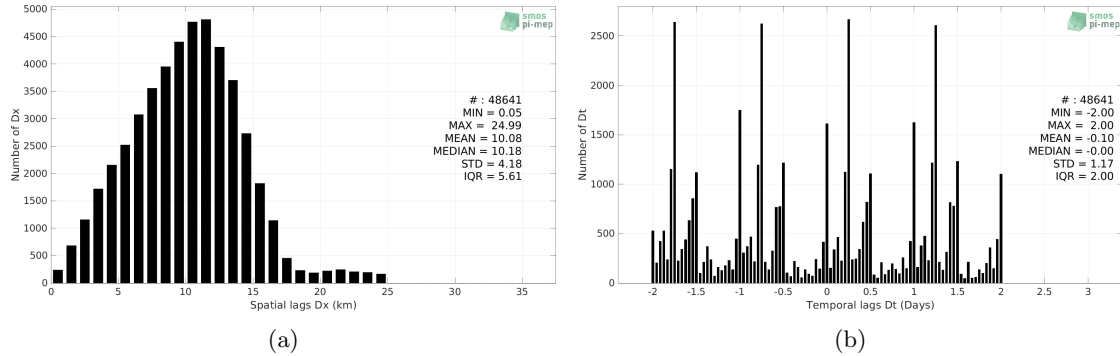 5000
4500
4000
3500
3000
2500
2000
1500
1000
500
0
Number of Dx
0 5 10 15 20 25 30 35
Spatial lags Dx (km)
smos
pi-mep
# : 48641
MIN = 0.05
MAX = 24.99
MEAN = 10.08
MEDIAN = 10.18
STD = 4.18
IQR = 5.61
(a)
2500
2000
1500
1000
500
0
Number of Dt
-2 -1.5 -1 -0.5 0 0.5 1 1.5 2 2.5 3
Temporal lags Dt (Days)
smos
pi-mep
# : 48641
MIN = -2.00
MAX = 2.00
MEAN = -0.10
MEDIAN = -0.00
STD = 1.17
IQR = 2.00
(b)